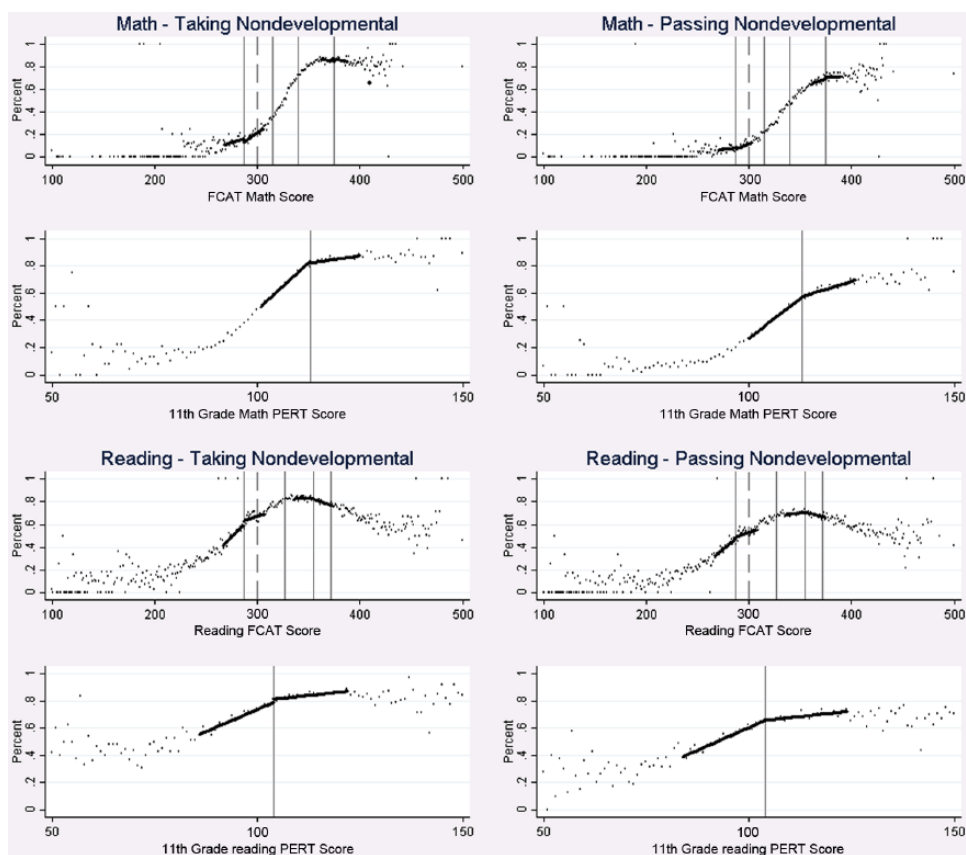 Math - Taking Nondevelopmental
Percent
0 .2 .4 .6 .8 1
100 200 300 400 500
FCAT Math Score
Math - Passing Nondevelopmental
Percent
0 .2 .4 .6 .8 1
100 200 300 400 500
FCAT Math Score
Percent
0 .2 .4 .6 .8 1
50 100 150
11th Grade Math PERT Score
Percent
0 .2 .4 .6 .8 1
50 100 150
11th Grade Math PERT Score
Reading - Taking Nondevelopmental
Percent
0 .2 .4 .6 .8 1
100 200 300 400 500
Reading FCAT Score
Reading - Passing Nondevelopmental
Percent
0 .2 .4 .6 .8 1
100 200 300 400 500
Reading FCAT Score
Percent
0 .2 .4 .6 .8 1
50 100 150
11th Grade reading PERT Score
Percent
0 .2 .4 .6 .8 1
50 100 150
11th Grade reading PERT Score